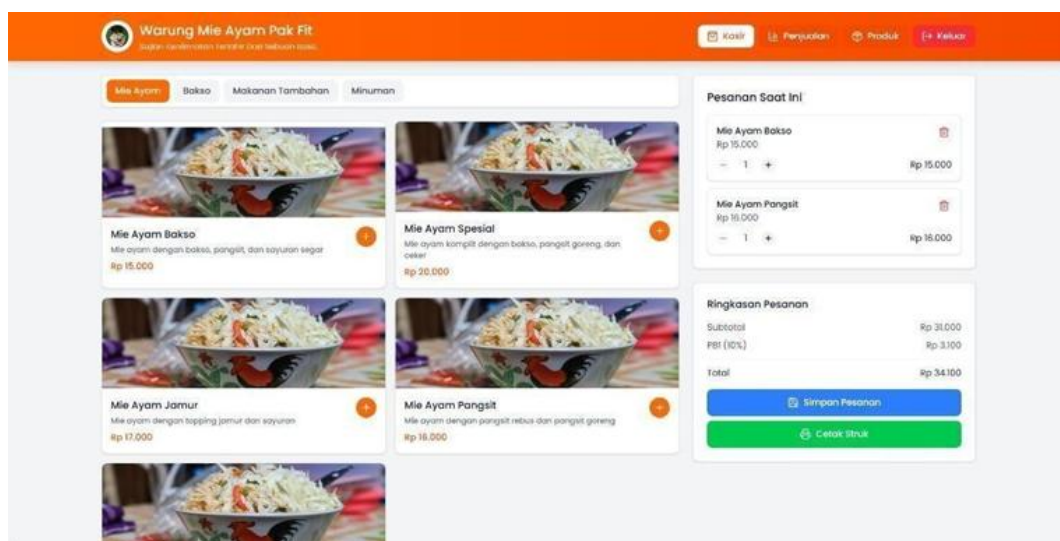 Warung Mie Ayam Pak Fit
Kasir
Penjualan
Produk
Keluar
Mie Ayam
Bakso
Makanan Tambahan
Minuman
Mie Ayam Bakso
Mie ayam dengan bakso, pangsit, dan sayuran segar
Rp 15.000
Mie Ayam Spesial
Mie ayam komplit dengan bakso, pangsit goreng, dan
ceker
Rp 20.000
Mie Ayam Jamur
Mie ayam dengan topping jamur dan sayuran
Rp 17.000
Mie Ayam Pangsit
Mie ayam dengan pangsit rebus dan pangsit goreng
Rp 16.000
Pesanan Saat Ini
Mie Ayam Bakso
Rp 15.000
− 1 +
Rp 15.000
Mie Ayam Pangsit
Rp 16.000
− 1 +
Rp 16.000
Ringkasan Pesanan
Subtotal
Rp 31.000
PB1 (10%)
Rp 3.100
Total
Rp 34.100
Simpan Pesanan
Cetak Struk